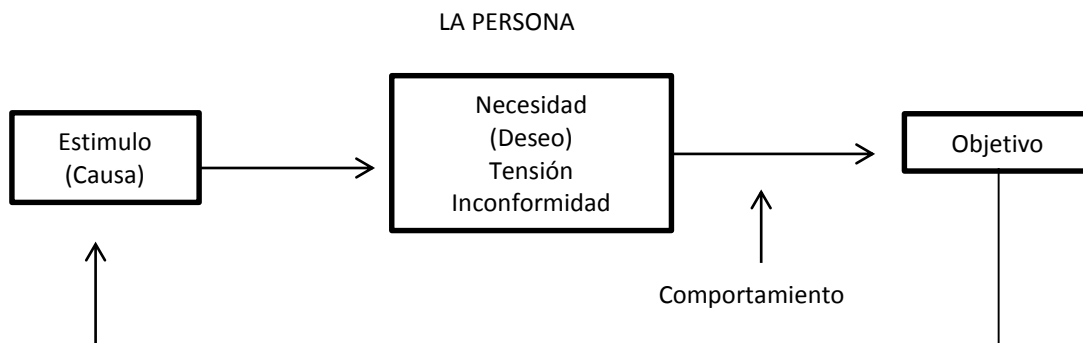 LA PERSONA
Estimulo
(Causa)
Necesidad
(Deseo)
Tensión
Inconformidad
Objetivo
Comportamiento